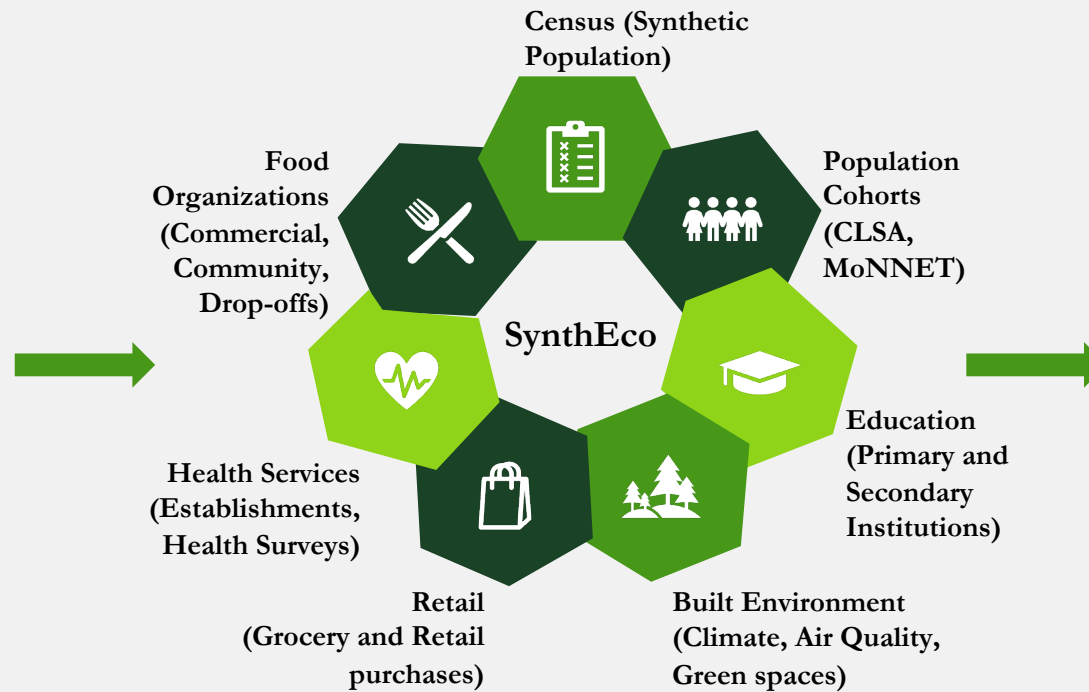 Census (Synthetic
Population)
Food
Organizations
(Commercial,
Community,
Drop-offs)
Population
Cohorts
(CLSA,
MoNNET)
SynthEco
Education
(Primary and
Secondary
Institutions)
Health Services
(Establishments,
Health Surveys)
Retail
(Grocery and Retail
purchases)
Built Environment
(Climate, Air Quality,
Green spaces)